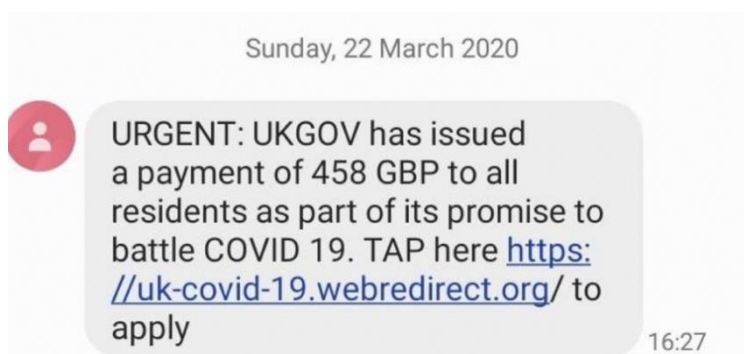 Sunday, 22 March 2020
URGENT: UKGOV has issued
a payment of 458 GBP to all
residents as part of its promise to
battle COVID 19. TAP here https:
//uk-covid-19.webredirect.org/ to
apply
16:27